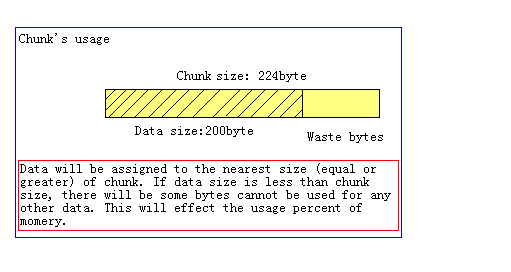 Chunk's usage
Chunk size: 224byte
Data size:200byte
Waste bytes
Data will be assigned to the nearest size (equal or
greater) of chunk. If data size is less than chunk
size, there will be some bytes cannot be used for any
other data. This will effect the usage percent of
momery.